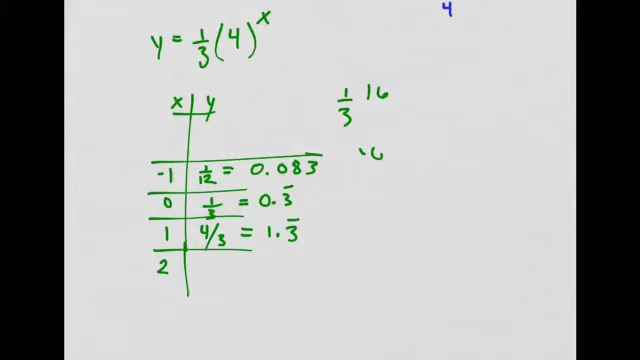 4
y = 1/3 (4)^x
x y
1/3 16
-1 1/12 = 0.083
0 1/3 = 0.3̅
1 4/3 = 1.3̅
2